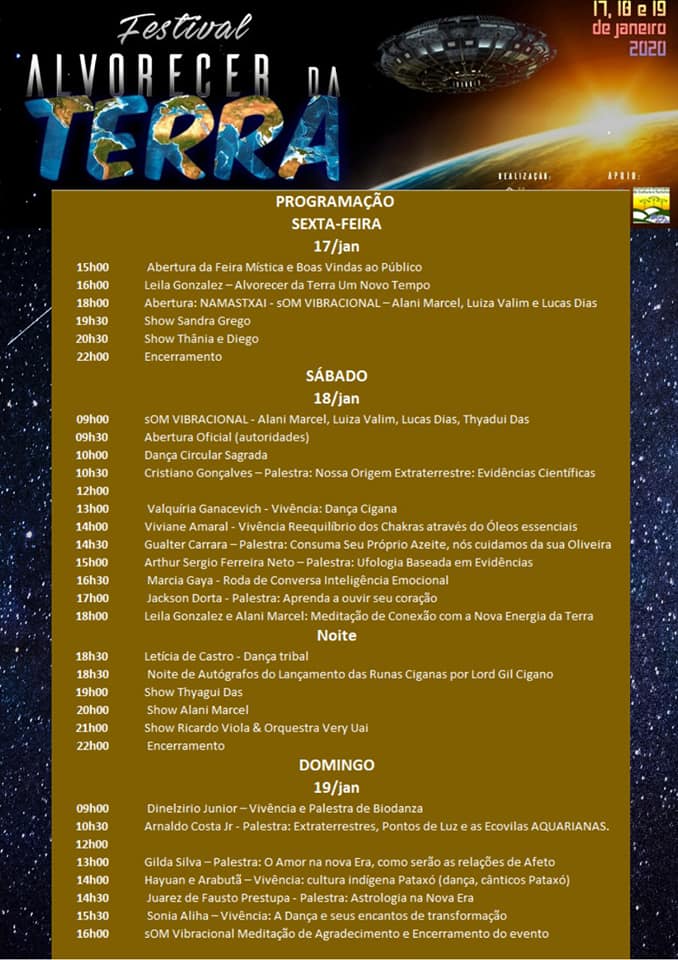 Festival
ALVORECER DA
TERRA
17, 18 e 19
de janeiro
2020
REALIZAÇÃO:
APOIO:
PROGRAMAÇÃO
SEXTA-FEIRA
17/jan
15h00 Abertura da Feira Mística e Boas Vindas ao Público
16h00 Leila Gonzalez – Alvorecer da Terra Um Novo Tempo
18h00 Abertura: NAMASTXAI - sOM VIBRACIONAL – Alani Marcel, Luiza Valim e Lucas Dias
19h30 Show Sandra Grego
20h30 Show Thânia e Diego
22h00 Encerramento
SÁBADO
18/jan
09h00 sOM VIBRACIONAL - Alani Marcel, Luiza Valim, Lucas Dias, Thyadui Das
09h30 Abertura Oficial (autoridades)
10h00 Dança Circular Sagrada
10h30 Cristiano Gonçalves – Palestra: Nossa Origem Extraterrestre: Evidências Científicas
12h00
13h00 Valquíria Ganacevich - Vivência: Dança Cigana
14h00 Viviane Amaral - Vivência Reequilíbrio dos Chakras através do Óleos essenciais
14h30 Gualter Carrara – Palestra: Consuma Seu Próprio Azeite, nós cuidamos da sua Oliveira
15h00 Arthur Sergio Ferreira Neto – Palestra: Ufologia Baseada em Evidências
16h30 Marcia Gaya - Roda de Conversa Inteligência Emocional
17h00 Jackson Dorta - Palestra: Aprenda a ouvir seu coração
18h00 Leila Gonzalez e Alani Marcel: Meditação de Conexão com a Nova Energia da Terra
Noite
18h30 Letícia de Castro - Dança tribal
18h30 Noite de Autógrafos do Lançamento das Runas Ciganas por Lord Gil Cigano
19h00 Show Thyagui Das
20h00 Show Alani Marcel
21h00 Show Ricardo Viola & Orquestra Very Uai
22h00 Encerramento
DOMINGO
19/jan
09h00 Dinelzirio Junior – Vivência e Palestra de Biodanza
10h30 Arnaldo Costa Jr - Palestra: Extraterrestres, Pontos de Luz e as Ecovilas AQUARIANAS.
12h00
13h00 Gilda Silva – Palestra: O Amor na nova Era, como serão as relações de Afeto
14h00 Hayuan e Arabutã – Vivência: cultura indígena Pataxó (dança, cânticos Pataxó)
14h30 Juarez de Fausto Prestupa - Palestra: Astrologia na Nova Era
15h30 Sonia Aliha – Vivência: A Dança e seus encantos de transformação
16h00 sOM Vibracional Meditação de Agradecimento e Encerramento do evento